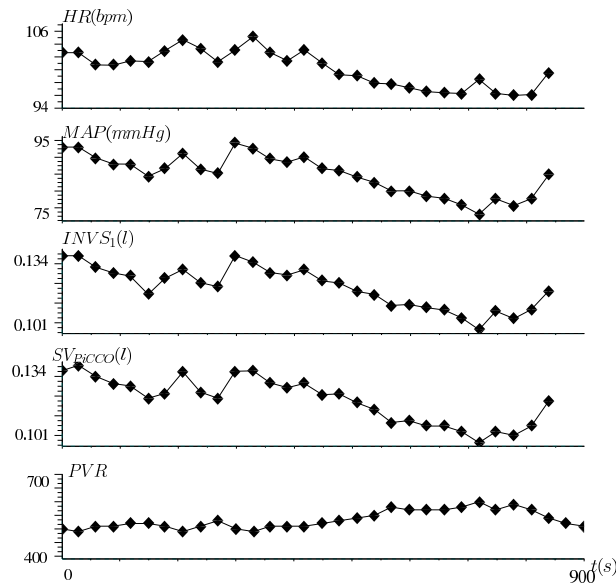 HR(bpm)
106
94
MAP(mmHg)
95
75
INVS₁(l)
0.134
0.101
SV_PiCCO(l)
0.134
0.101
PVR
700
400
0
900 t(s)